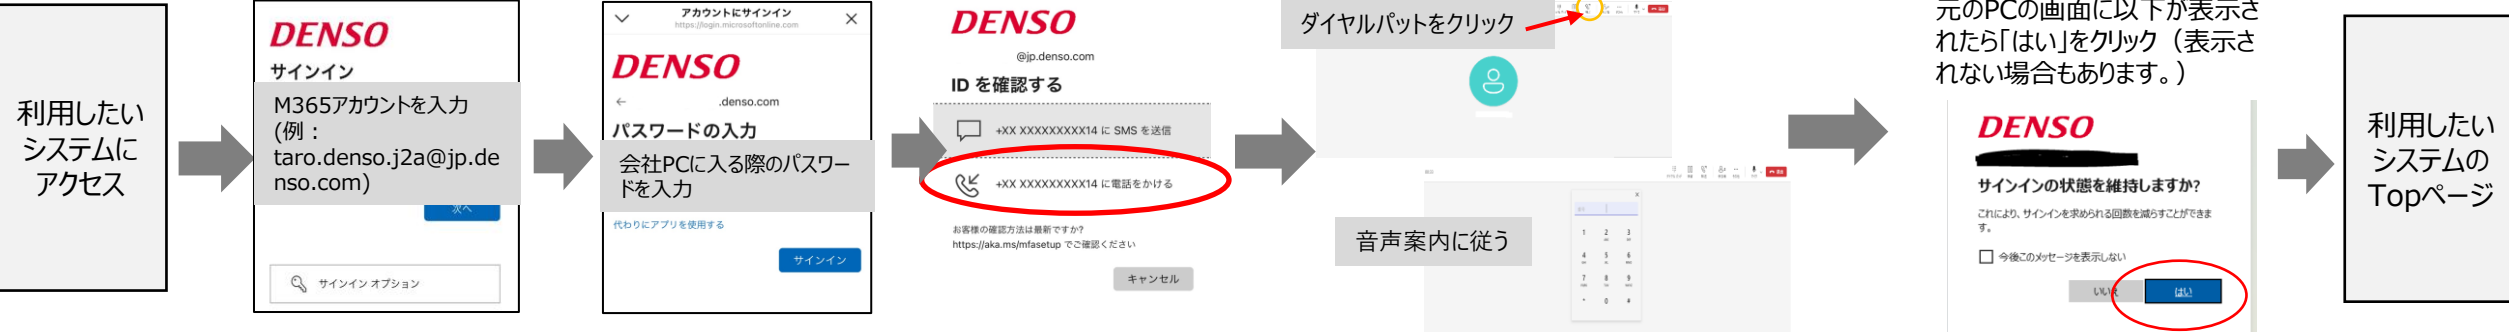 利用したい
システムに
アクセス
DENSO
サインイン
M365アカウントを入力
(例：
taro.denso.j2a@jp.de
nso.com)
次へ
サインイン オプション
アカウントにサインイン
https://login.microsoftonline.com
DENSO
.denso.com
パスワードの入力
会社PCに入る際のパスワー
ドを入力
代わりにアプリを使用する
サインイン
DENSO
@jp.denso.com
ID を確認する
+XX XXXXXXXXX14 に SMS を送信
+XX XXXXXXXXX14 に電話をかける
お客様の確認方法は最新ですか?
https://aka.ms/mfasetup でご確認ください
キャンセル
ダイヤルパットをクリック
音声案内に従う
1 2 3
4 5 6
7 8 9
* 0 #
元のPCの画面に以下が表示さ
れたら「はい」をクリック（表示さ
れない場合もあります。）
DENSO
サインインの状態を維持しますか?
これにより、サインインを求められる回数を減らすことができま
す。
今後このメッセージを表示しない
いいえ
はい
利用したい
システムの
Topページ